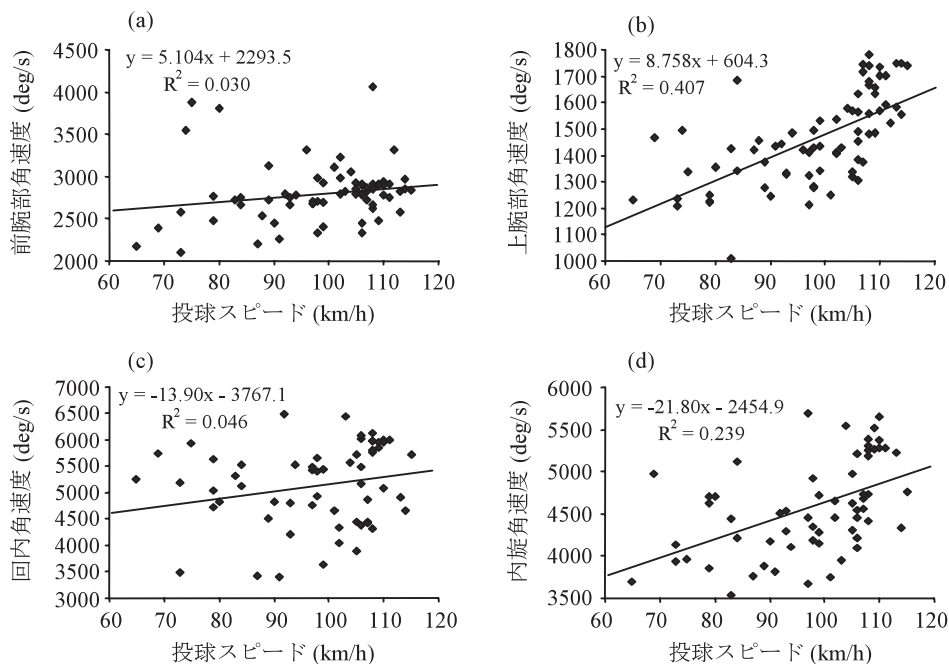 (a)
y = 5.104x + 2293.5
R² = 0.030
4500
4000
3500
3000
2500
2000
前腕部角速度 (deg/s)
60 70 80 90 100 110 120
投球スピード (km/h)
(b)
y = 8.758x + 604.3
R² = 0.407
1800
1700
1600
1500
1400
1300
1200
1100
1000
上腕部角速度 (deg/s)
60 70 80 90 100 110 120
投球スピード (km/h)
(c)
y = -13.90x - 3767.1
R² = 0.046
7000
6500
6000
5500
5000
4500
4000
3500
3000
回内角速度 (deg/s)
60 70 80 90 100 110 120
投球スピード (km/h)
(d)
y = -21.80x - 2454.9
R² = 0.239
6000
5500
5000
4500
4000
3500
内旋角速度 (deg/s)
60 70 80 90 100 110 120
投球スピード (km/h)